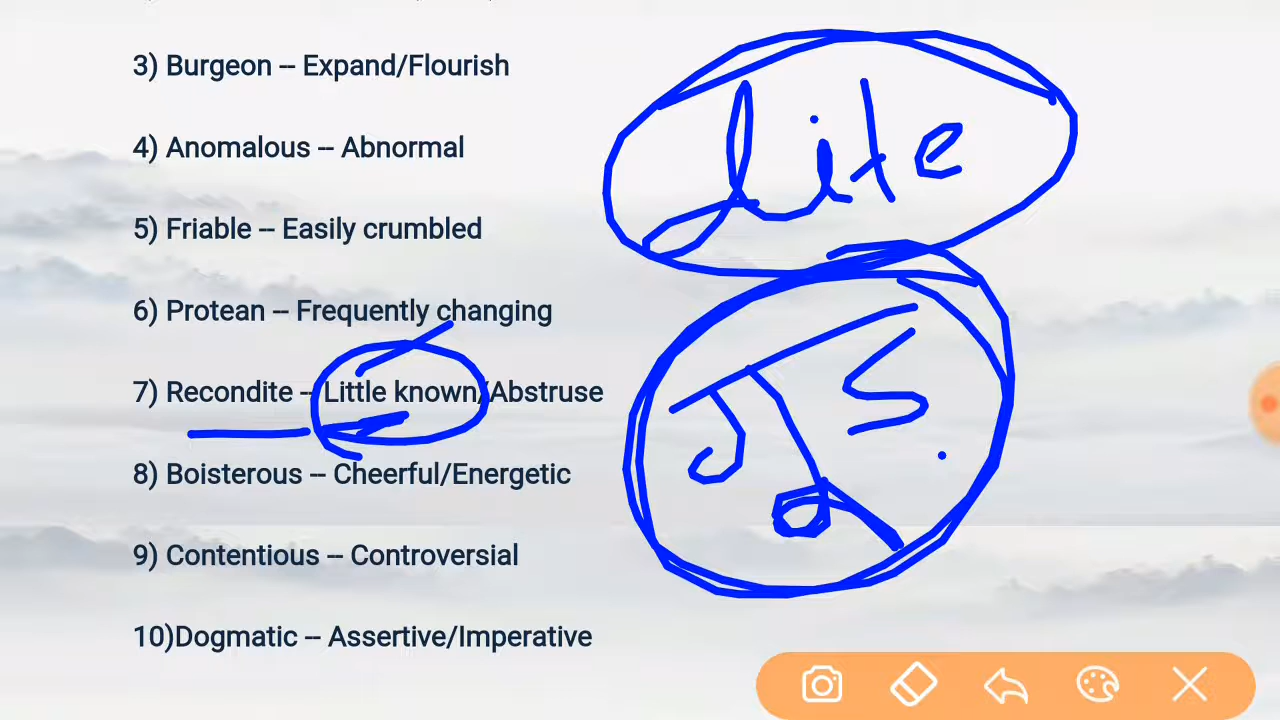 3) Burgeon -- Expand/Flourish
4) Anomalous -- Abnormal
5) Friable -- Easily crumbled
6) Protean -- Frequently changing
7) Recondite -- Little known/Abstruse
8) Boisterous -- Cheerful/Energetic
9) Contentious -- Controversial
10)Dogmatic -- Assertive/Imperative
dite